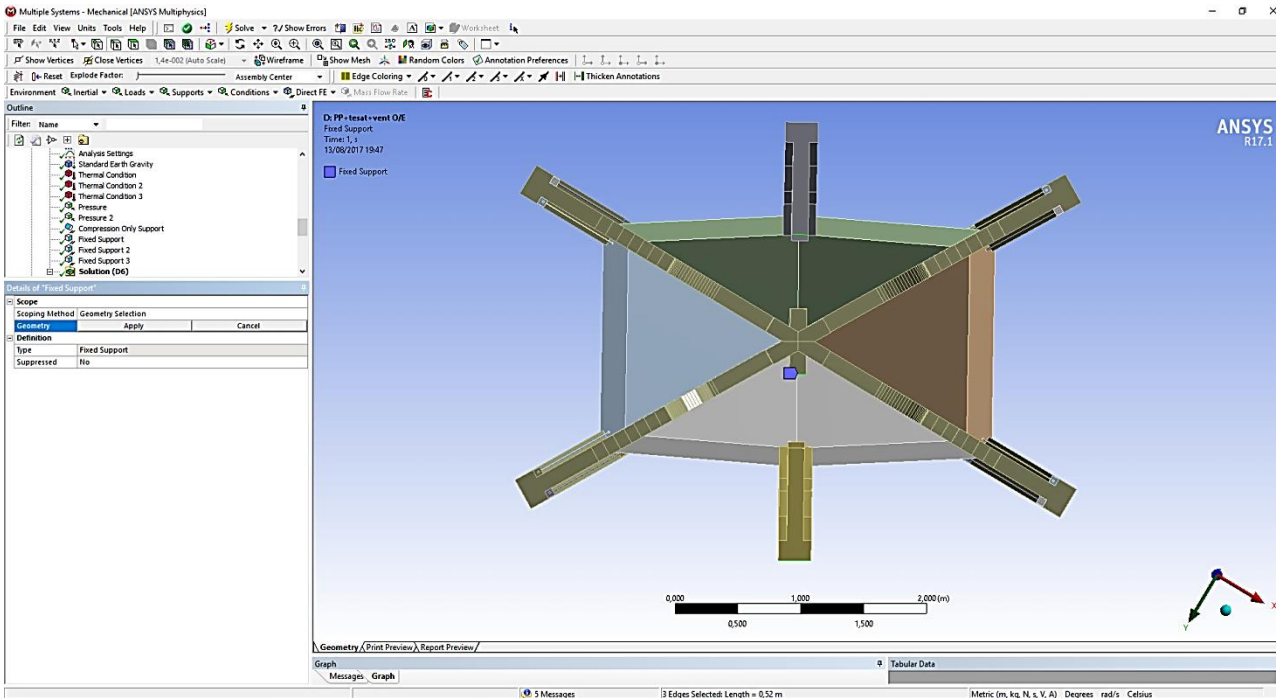 Multiple Systems - Mechanical [ANSYS Multiphysics]
File Edit View Units Tools Help Solve ?/ Show Errors Worksheet
Show Vertices Close Vertices 1,4e-002 (Auto Scale) Wireframe Show Mesh Random Colors Annotation Preferences
Reset Explode Factor: Assembly Center Edge Coloring Thicken Annotations
Environment Inertial Loads Supports Conditions Direct FE Mass Flow Rate
Outline
Filter: Name
Analysis Settings
Standard Earth Gravity
Thermal Condition
Thermal Condition 2
Thermal Condition 3
Pressure
Pressure 2
Compression Only Support
Fixed Support
Fixed Support 2
Fixed Support 3
Solution (D6)
Details of "Fixed Support"
Scope
Scoping Method Geometry Selection
Geometry Apply Cancel
Definition
Type Fixed Support
Suppressed No
D: PP+tesat+vent O/E
Fixed Support
Time: 1, s
13/08/2017 19:47
Fixed Support
ANSYS
R17.1
0,000 1,000 2,000 (m)
0,500 1,500
X
Y
Geometry Print Preview Report Preview
Graph
Tabular Data
Messages Graph
5 Messages 3 Edges Selected: Length = 0,52 m Metric (m, kg, N, s, V, A) Degrees rad/s Celsius